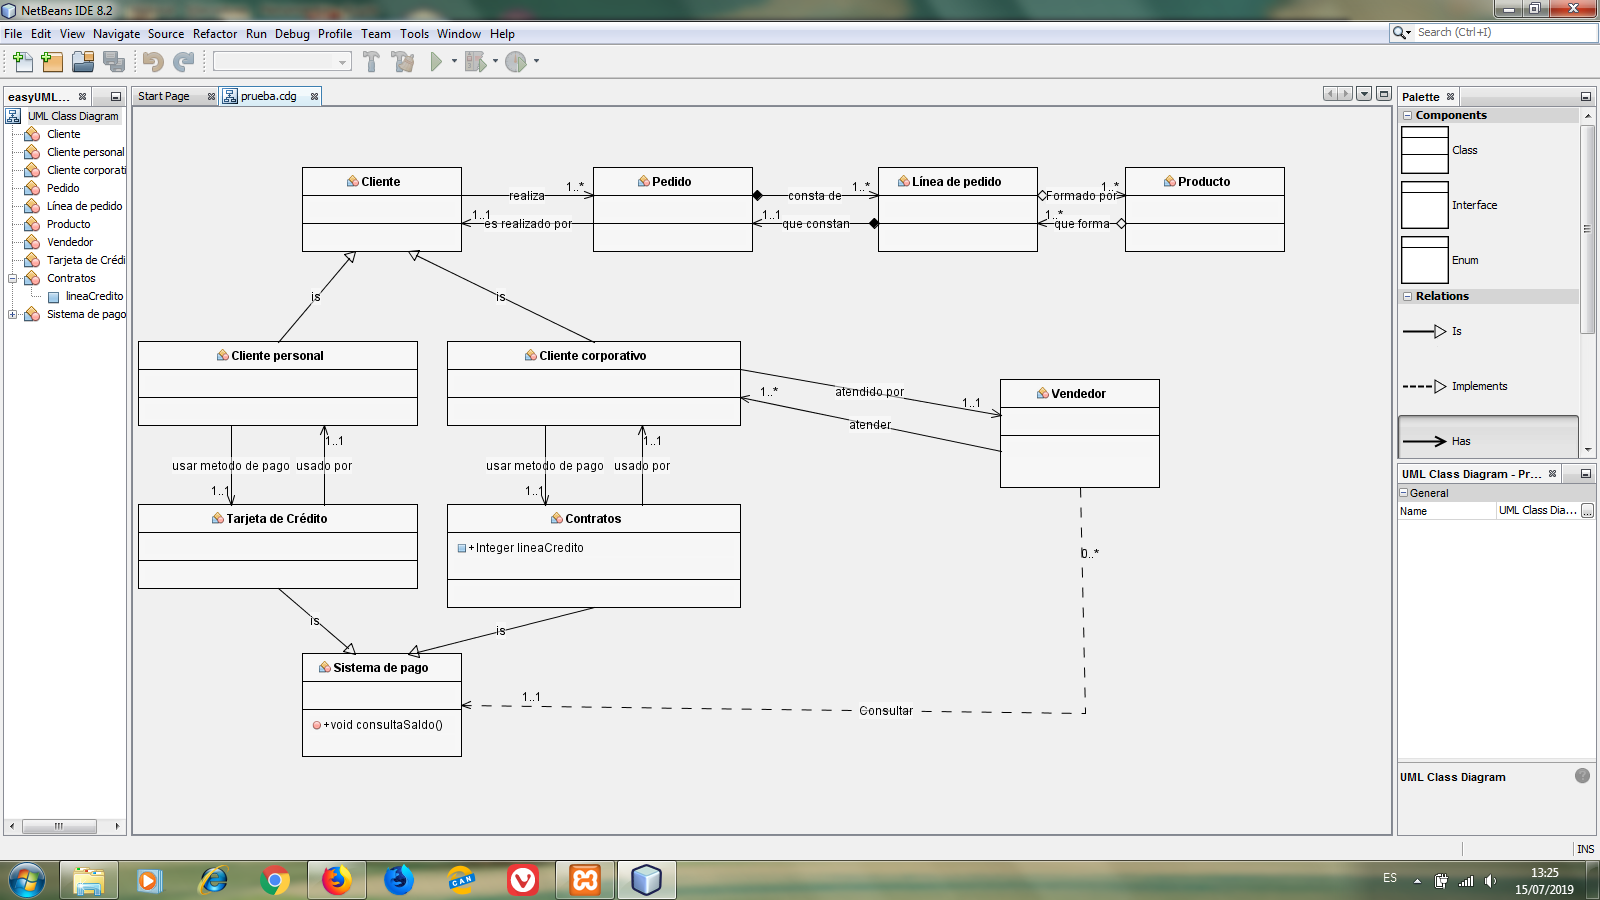 NetBeans IDE 8.2
File Edit View Navigate Source Refactor Run Debug Profile Team Tools Window Help
Search (Ctrl+I)
easyUML...
Start Page
prueba.cdg
Palette
UML Class Diagram
Cliente
Cliente personal
Cliente corporati
Pedido
Línea de pedido
Producto
Vendedor
Tarjeta de Crédi
Contratos
lineaCredito
Sistema de pago
Cliente
realiza
1..*
1..1
es realizado por
Pedido
consta de
1..*
1..1
que constan
Línea de pedido
Formado por
1..*
1..*
que forma
Producto
is
is
Cliente personal
Cliente corporativo
atendido por
1..1
1..*
atender
Vendedor
usar metodo de pago
1..1
usado por
1..1
usar metodo de pago
1..1
usado por
1..1
Tarjeta de Crédito
Contratos
+Integer lineaCredito
is
is
0..*
Sistema de pago
+void consultaSaldo()
1..1
Consultar
Components
Class
Interface
Enum
Relations
Is
Implements
Has
UML Class Diagram - Pr...
General
Name
UML Class Dia...
...
UML Class Diagram
?
INS
CAN
ES
13:25
15/07/2019